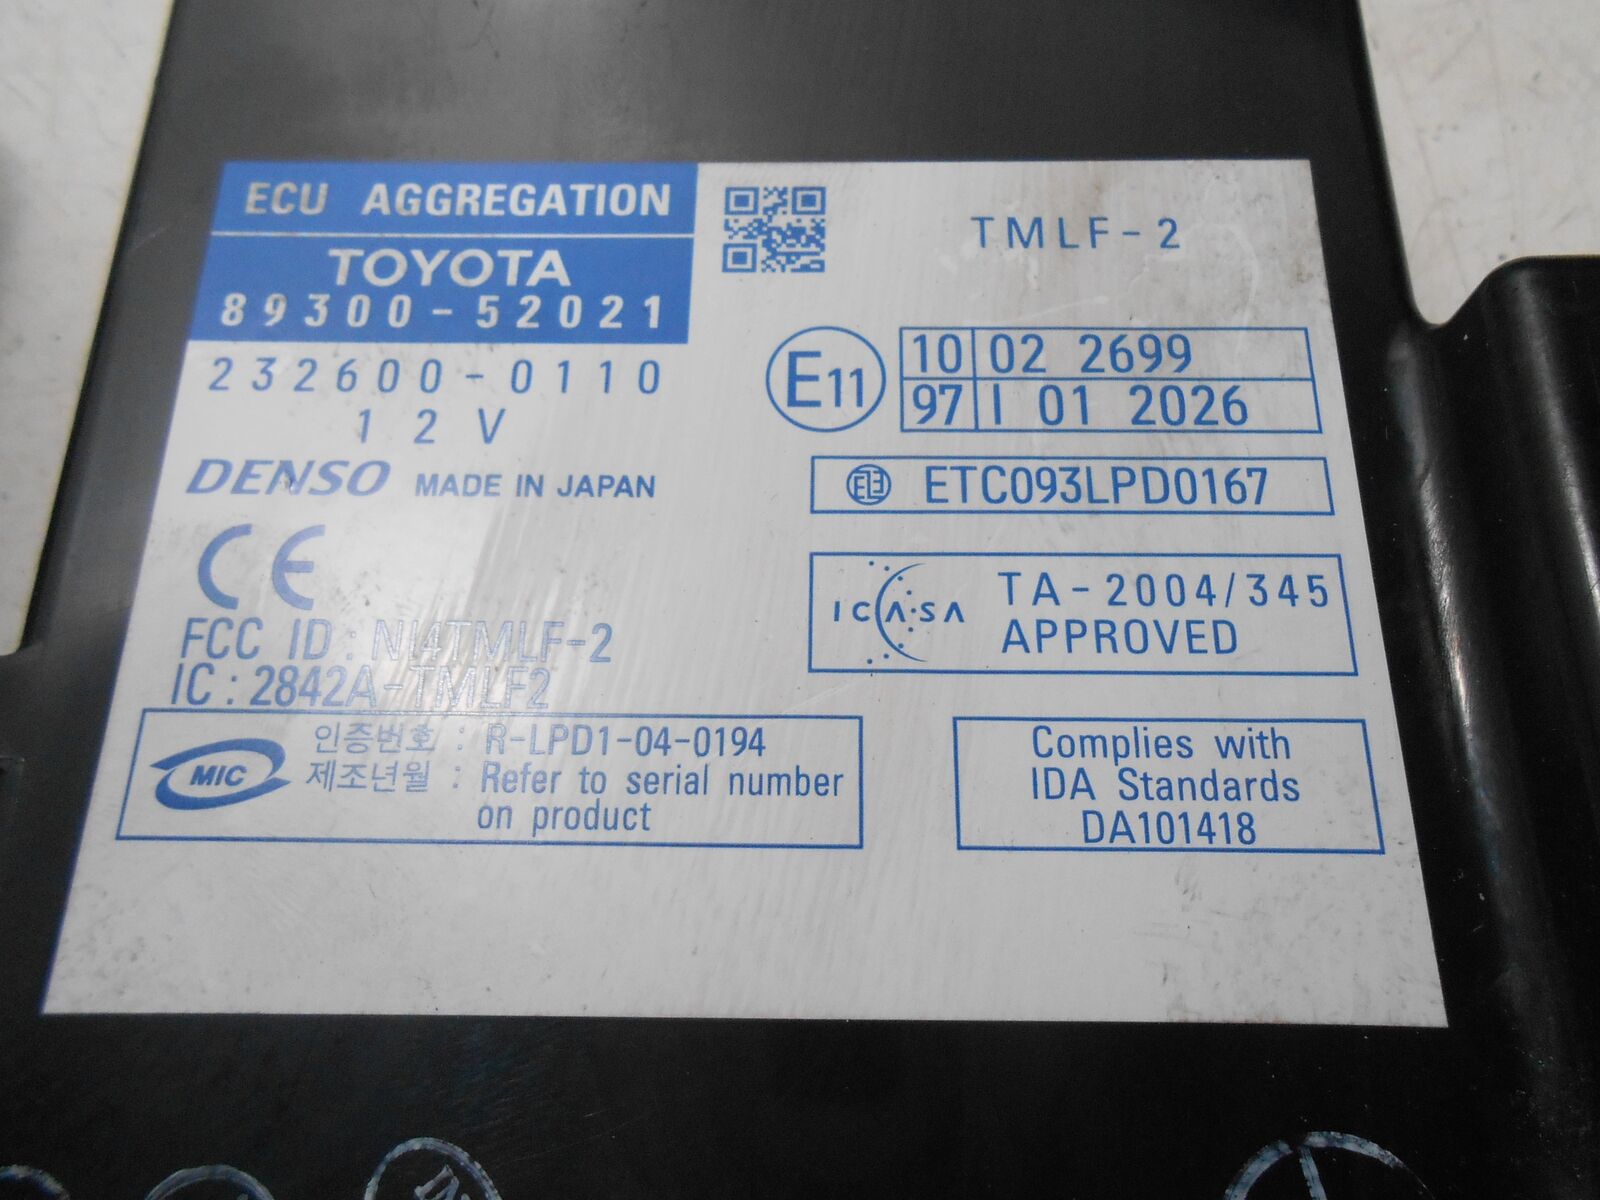 ECU AGGREGATION
TOYOTA
89300-52021
232600-0110
12V
DENSO MADE IN JAPAN
CE
FCC ID: NI4TMLF-2
IC: 2842A-TMLF2
MIC
인증번호 : R-LPD1-04-0194
제조년월 : Refer to serial number
on product
TMLF-2
E11
10 02 2699
97 I 01 2026
ETC093LPD0167
ICASA
TA-2004/345
APPROVED
Complies with
IDA Standards
DA101418